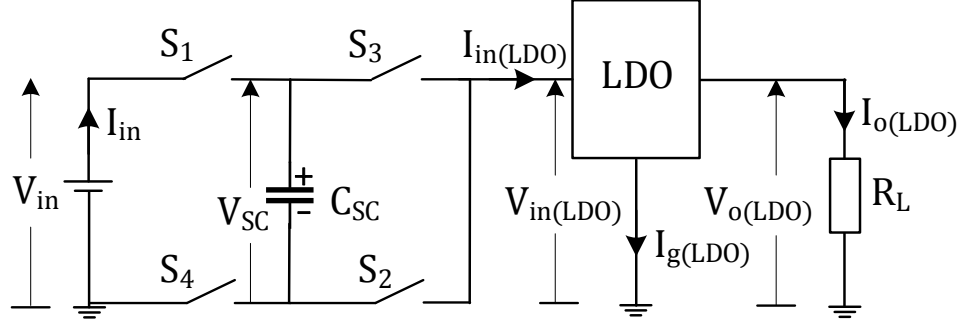 S1
S3
Iin(LDO)
LDO
Iin
Io(LDO)
Vin
VSC
+
-
CSC
Vin(LDO)
Vo(LDO)
RL
Ig(LDO)
S4
S2